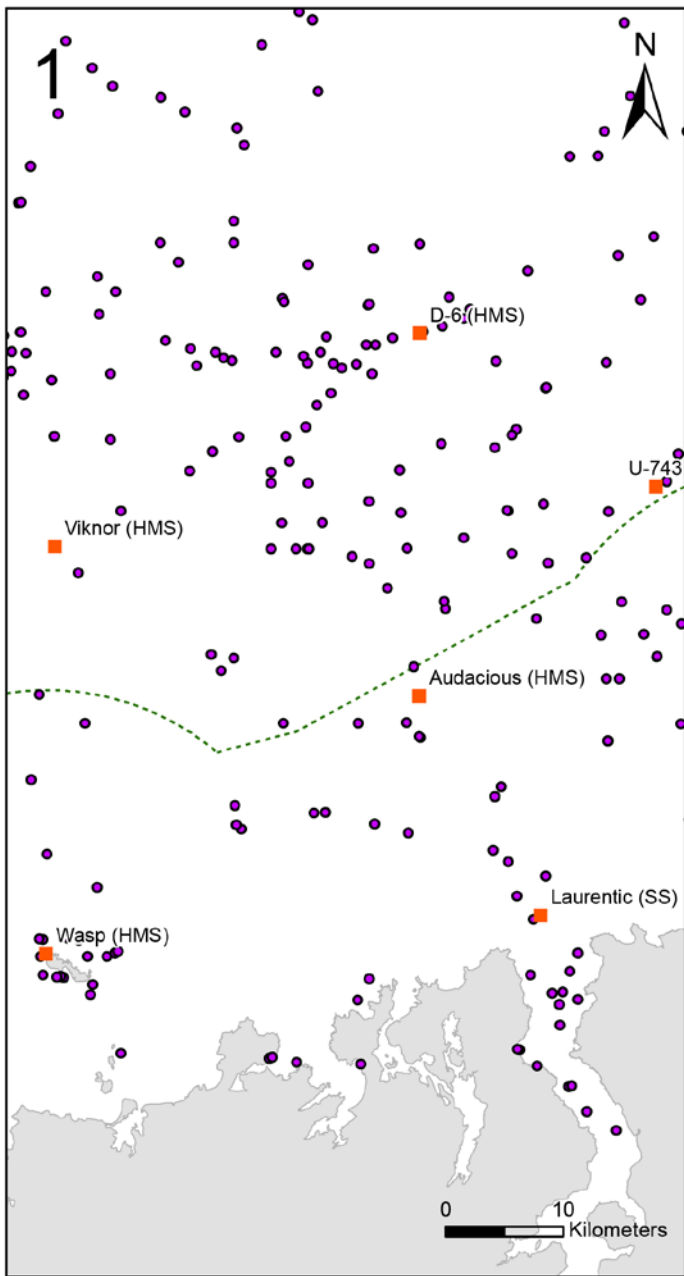 1
N
D-6 (HMS)
U-743
Viknor (HMS)
Audacious (HMS)
Laurentic (SS)
Wasp (HMS)
0 10
Kilometers